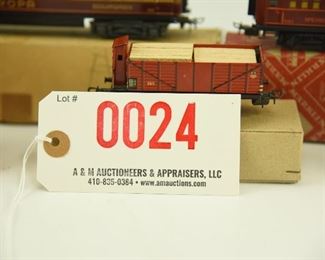 Lot #
0024
A & M AUCTIONEERS & APPRAISERS, LLC
410-835-0384 • www.amauctions.com